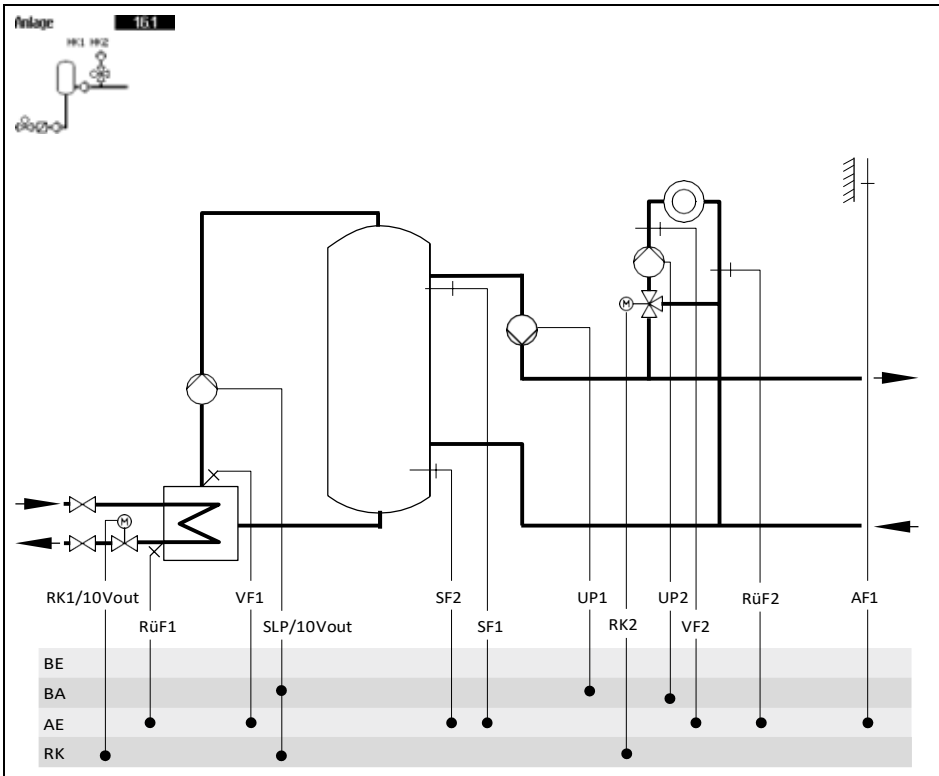 Anlage 16.1
HK1 HK2
M
M
RK1/10Vout VF1 SF2 UP1 UP2 RüF2 AF1
RüF1 SLP/10Vout SF1 RK2 VF2
BE
BA
AE
RK